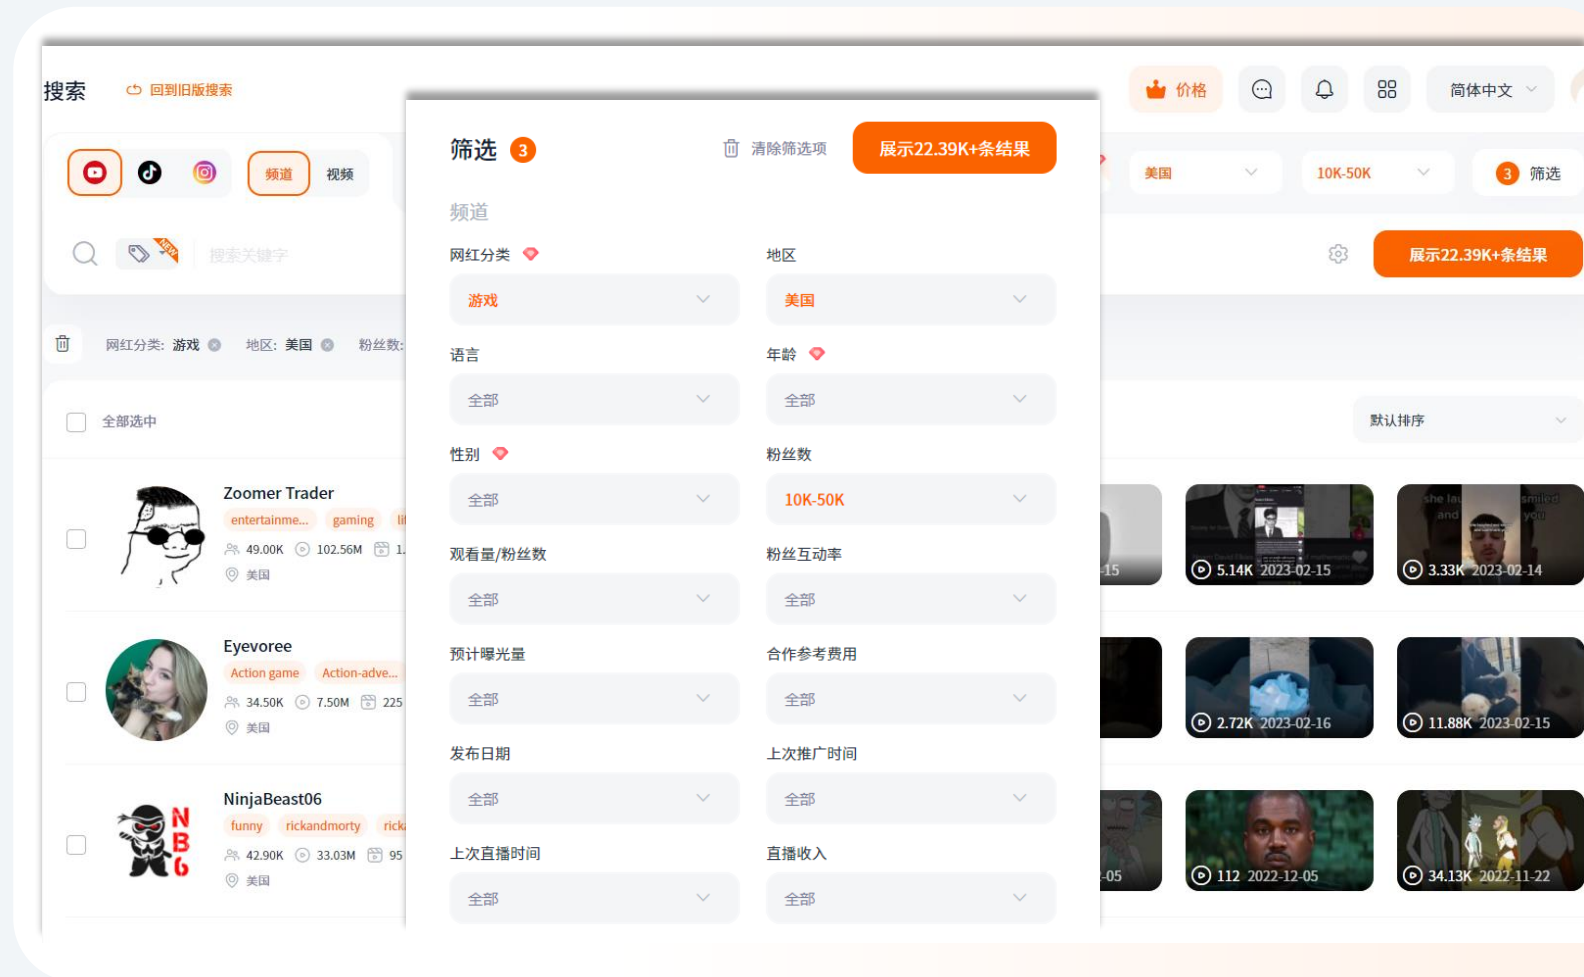 搜索
回到旧版搜索
价格
简体中文
频道
视频
美国
10K-50K
3 筛选
NEW
搜索关键字
展示22.39K+条结果
网红分类: 游戏
地区: 美国
粉丝数:
全部选中
默认排序
筛选 3
清除筛选项
展示22.39K+条结果
频道
网红分类
地区
游戏
美国
语言
年龄
全部
全部
性别
粉丝数
全部
10K-50K
观看量/粉丝数
粉丝互动率
全部
全部
预计曝光量
合作参考费用
全部
全部
发布日期
上次推广时间
全部
全部
上次直播时间
直播收入
全部
全部
Zoomer Trader
entertainme... gaming
49.00K 102.56M 1.
美国
-15
5.14K 2023-02-15
she lau smiled
and you
3.33K 2023-02-14
Eyevoree
Action game Action-adve...
34.50K 7.50M 225
美国
2.72K 2023-02-16
11.88K 2023-02-15
NinjaBeast06
funny rickandmorty ricka
42.90K 33.03M 95
美国
NB6
-05
112 2022-12-05
34.13K 2022-11-22